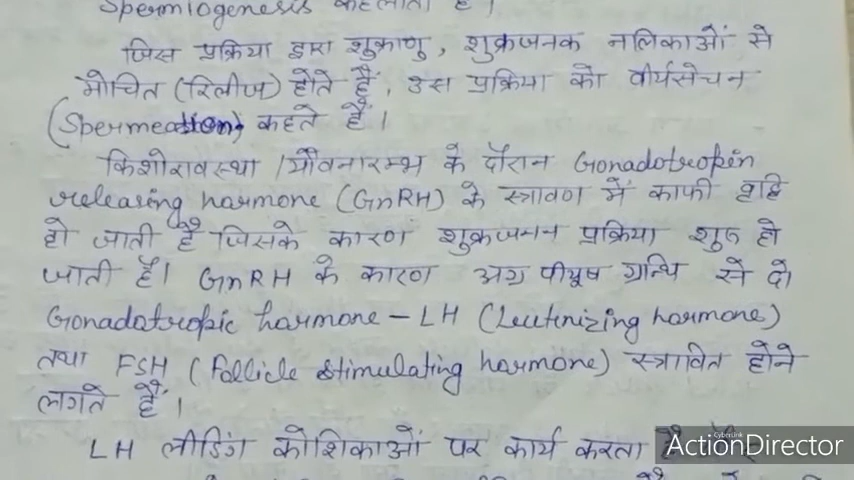 Spermiogenesis कहलाता है।
जिस प्रक्रिया द्वारा शुक्राणु, शुक्रजनक नलिकाओं से
मोचित (रिलीज) होते हैं, उस प्रक्रिया को वीर्यसेचन
(Spermeation) कहते हैं।
किशोरावस्था/यौवनारम्भ के दौरान Gonadotropin
releasing harmone (GnRH) के स्त्रावण में काफी वृद्धि
हो जाती है जिसके कारण शुक्रजनन प्रक्रिया शुरू हो
जाती है। GnRH के कारण अग्र पीयूष ग्रन्थि से दो
Gonadotropic harmone - LH (Leutenizing harmone)
तथा FSH (Follicle stimulating harmone) स्त्रावित होने
लगते हैं।
LH लीडिंग कोशिकाओं पर कार्य करता है
CyberLink
ActionDirector